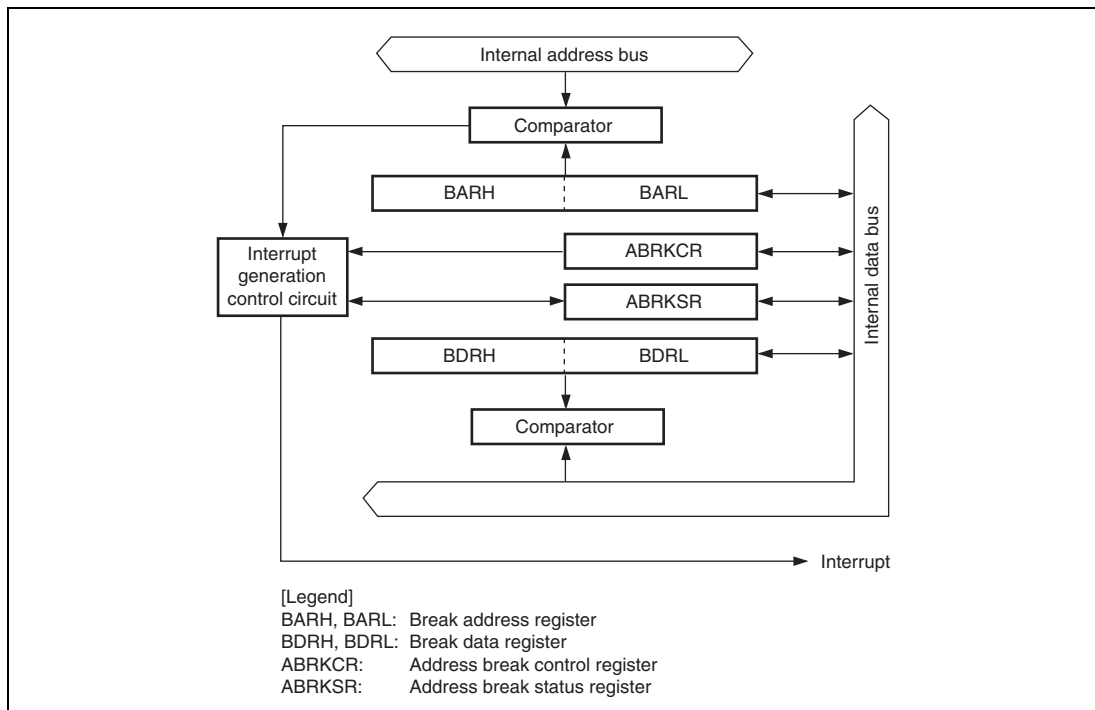 Internal address bus
Comparator
BARH BARL
ABRKCR
Interrupt
generation
control circuit
ABRKSR
Internal data bus
BDRH BDRL
Comparator
Interrupt
[Legend]
BARH, BARL: Break address register
BDRH, BDRL: Break data register
ABRKCR: Address break control register
ABRKSR: Address break status register